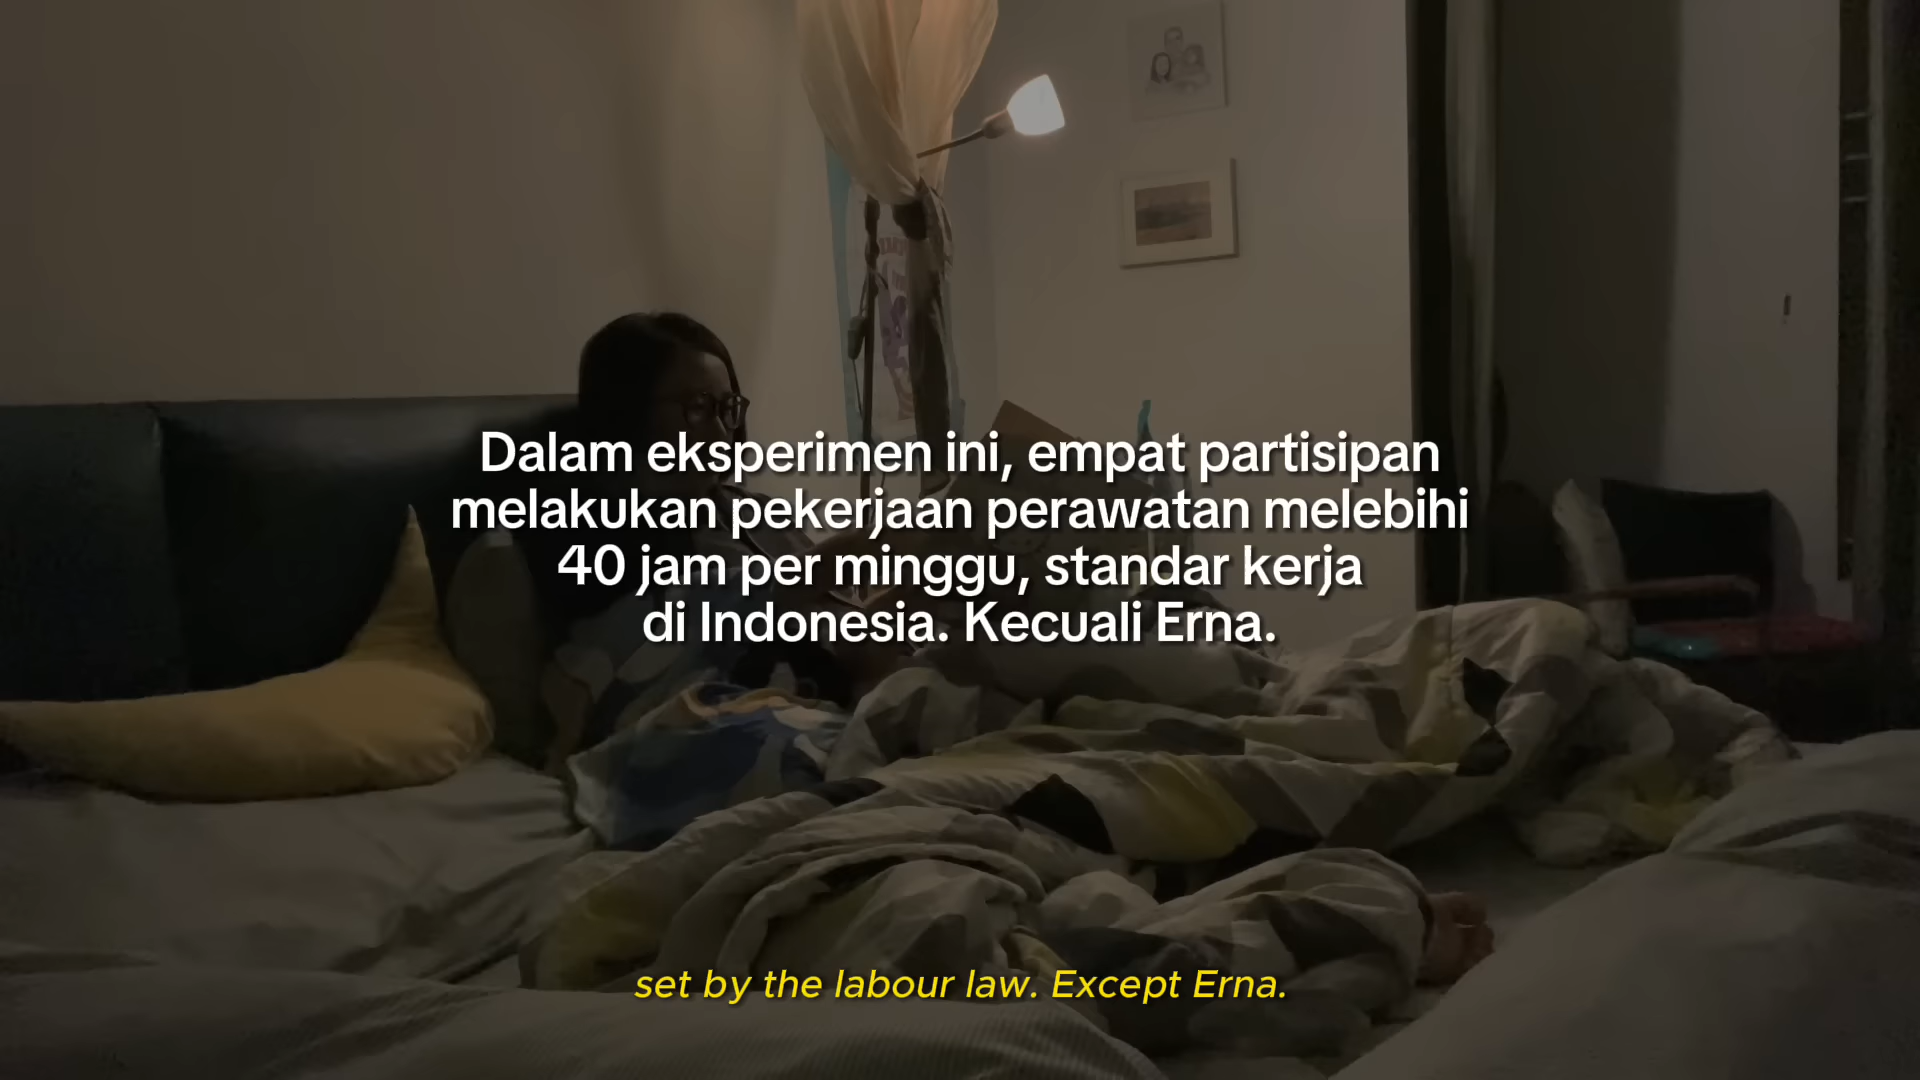 Dalam eksperimen ini, empat partisipan
melakukan pekerjaan perawatan melebihi
40 jam per minggu, standar kerja
di Indonesia. Kecuali Erna.
set by the labour law. Except Erna.